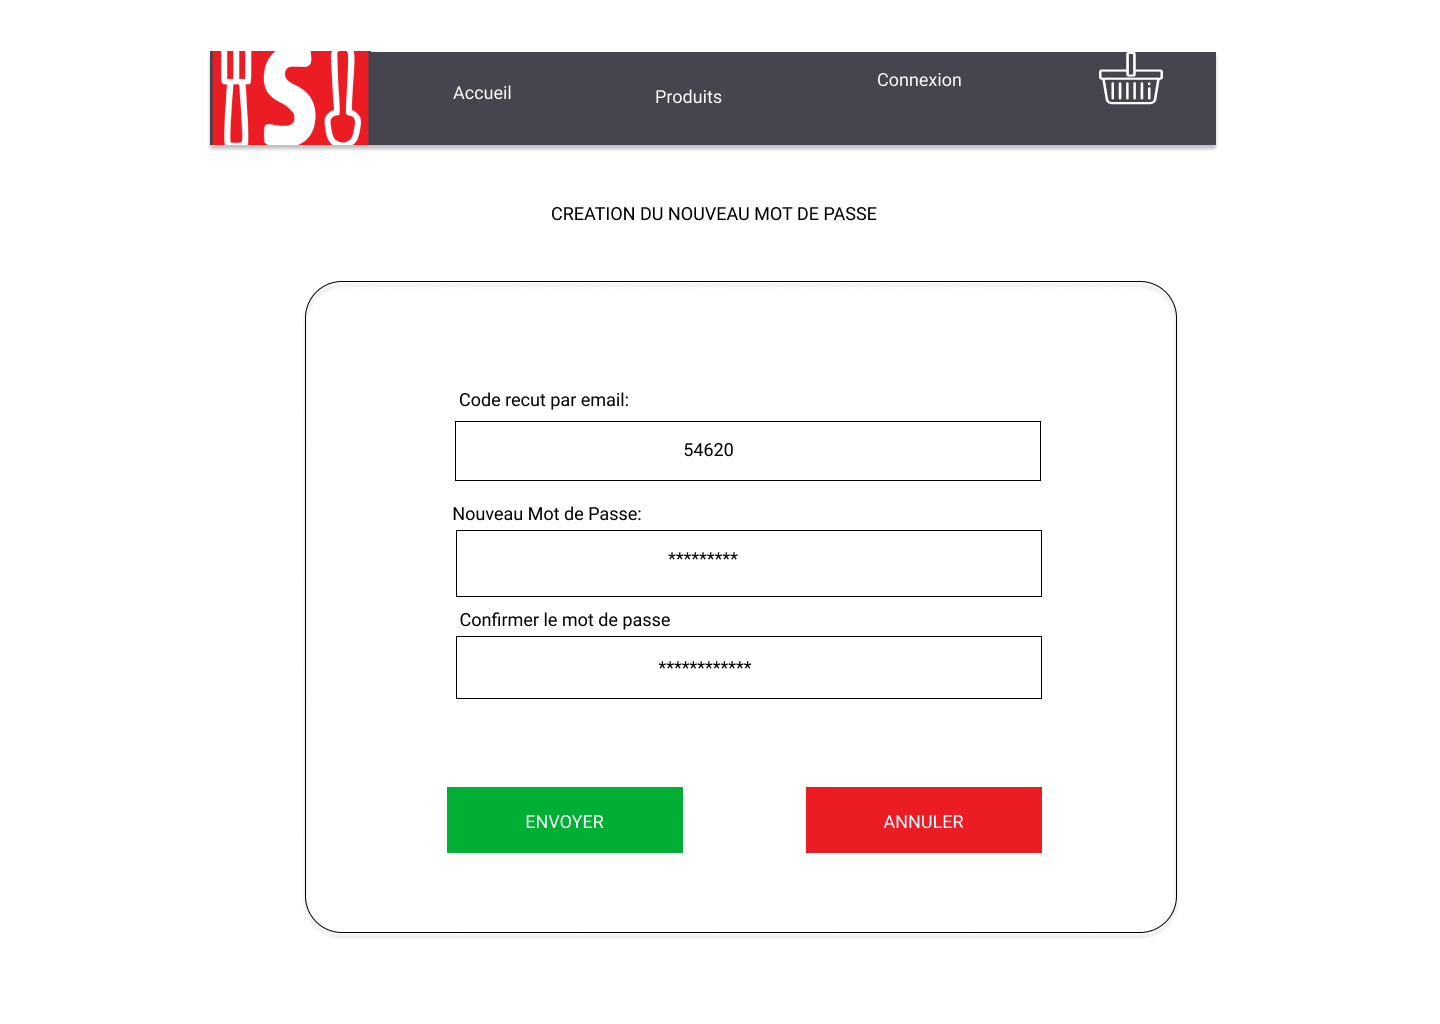 S
Accueil
Produits
Connexion
CREATION DU NOUVEAU MOT DE PASSE
Code recut par email:
54620
Nouveau Mot de Passe:
*********
Confirmer le mot de passe
************
ENVOYER
ANNULER